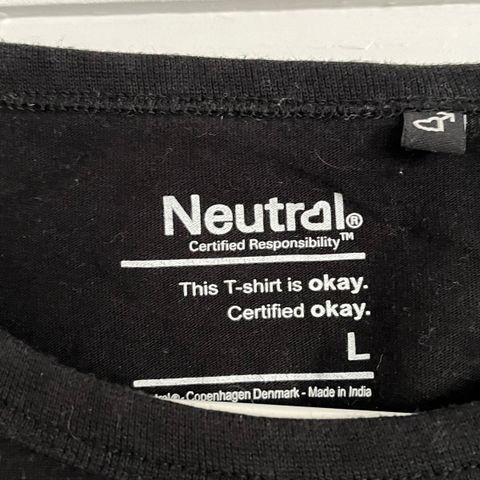 Neutral®
Certified Responsibility™
This T-shirt is okay.
Certified okay.
L
Copenhagen Denmark - Made in India